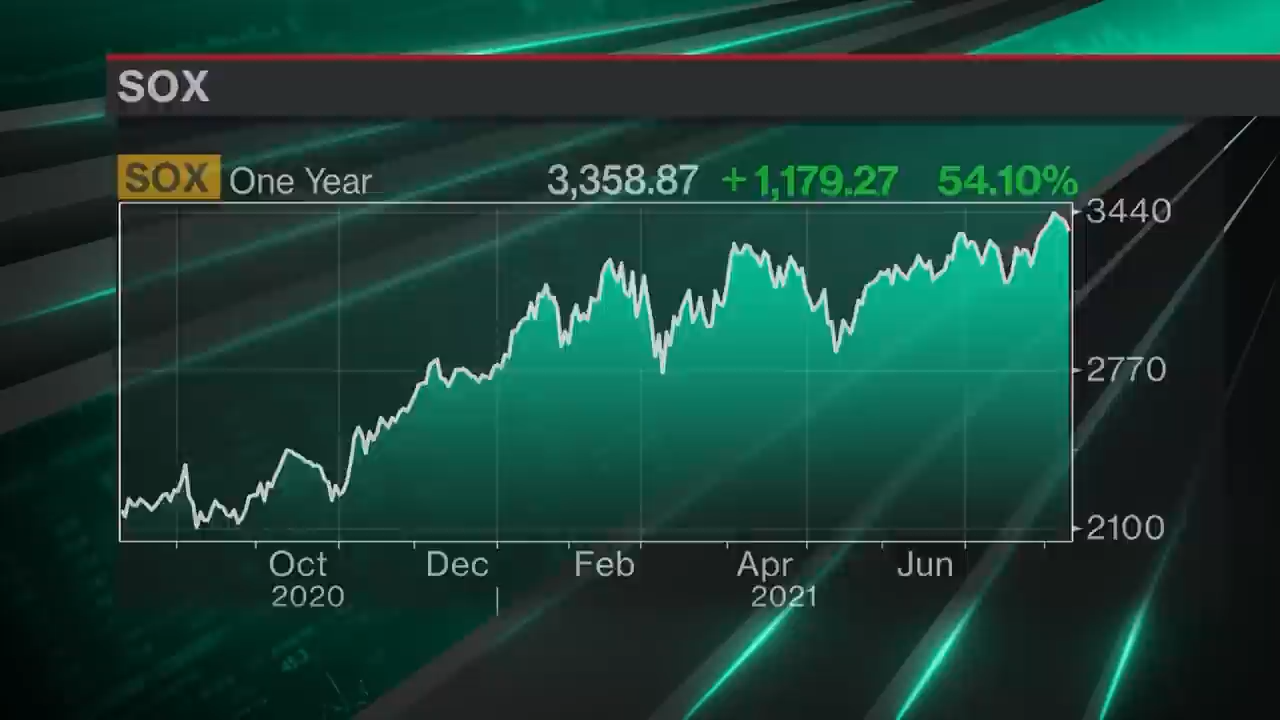 SOX
SOX One Year 3,358.87 +1,179.27 54.10%
3440
2770
2100
Oct Dec Feb Apr Jun
2020 2021